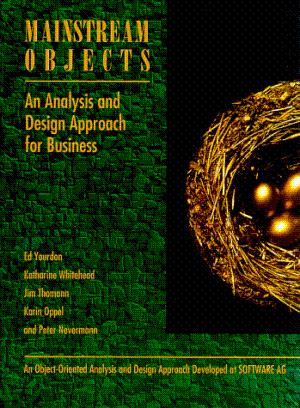 MAINSTREAM
OBJECTS
An Analysis and
Design Approach
for Business
Ed Yourdon
Katharine Whitehead
Jim Thomann
Karin Oppel
and Peter Nevermann
An Object-Oriented Analysis and Design Approach Developed at SOFTWARE AG